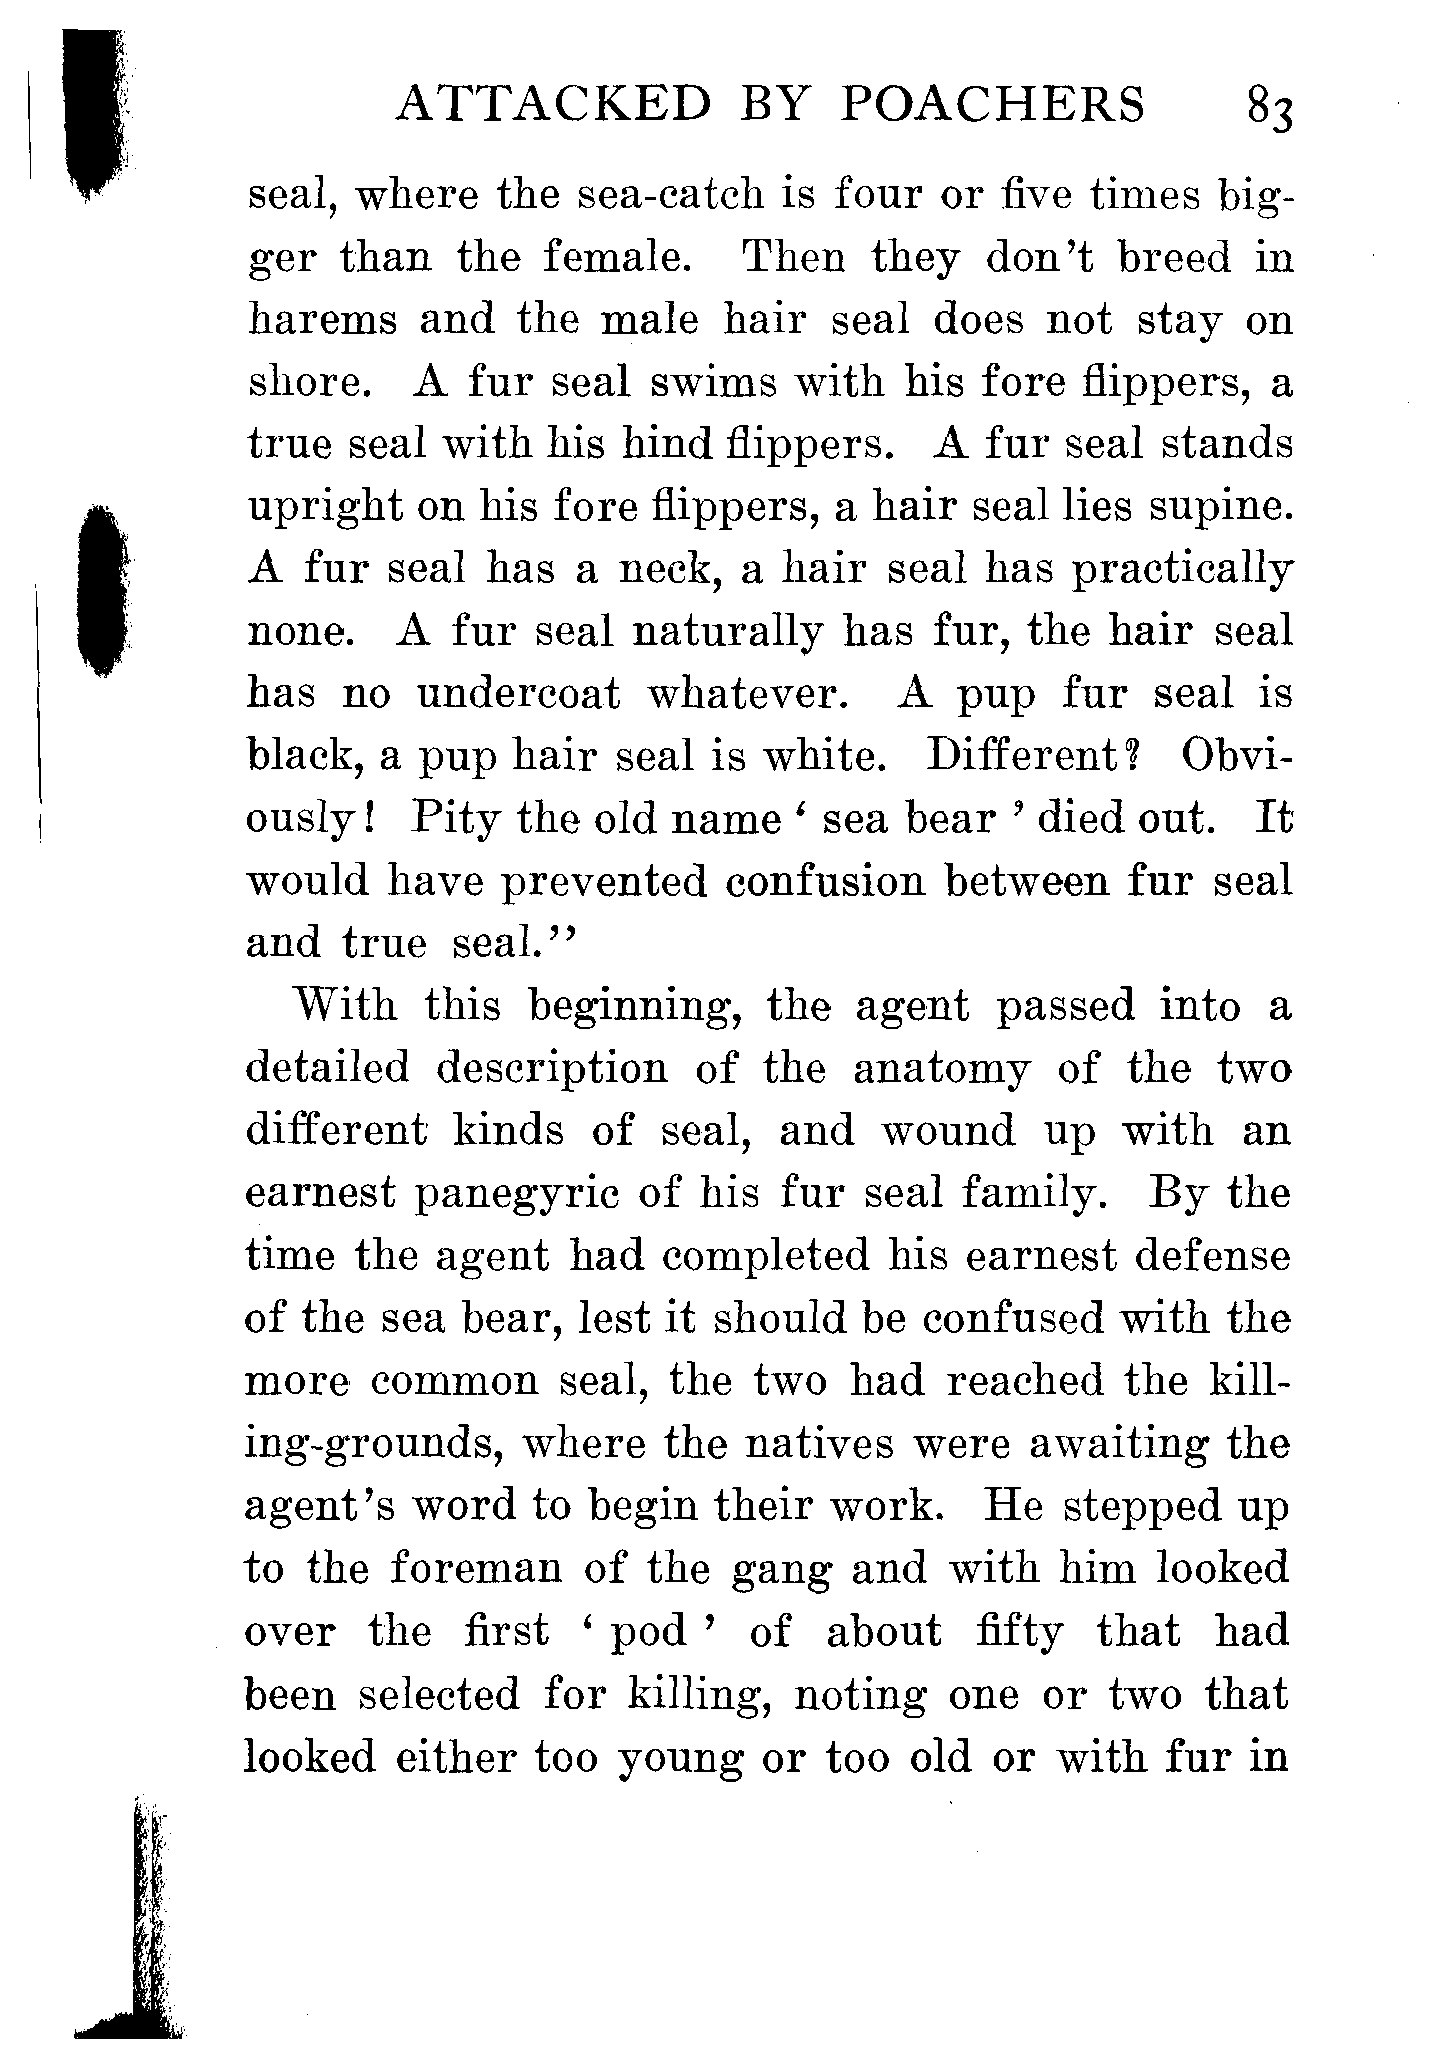 ATTACKED BY POACHERS 83
seal, where the sea-catch is four or five times big-
ger than the female. Then they don't breed in
harems and the male hair seal does not stay on
shore. A fur seal swims with his fore flippers, a
true seal with his hind flippers. A fur seal stands
upright on his fore flippers, a hair seal lies supine.
A fur seal has a neck, a hair seal has practically
none. A fur seal naturally has fur, the hair seal
has no undercoat whatever. A pup fur seal is
black, a pup hair seal is white. Different? Obvi-
ously! Pity the old name ‘ sea bear ’ died out. It
would have prevented confusion between fur seal
and true seal.”
With this beginning, the agent passed into a
detailed description of the anatomy of the two
different kinds of seal, and wound up with an
earnest panegyric of his fur seal family. By the
time the agent had completed his earnest defense
of the sea bear, lest it should be confused with the
more common seal, the two had reached the kill-
ing-grounds, where the natives were awaiting the
agent's word to begin their work. He stepped up
to the foreman of the gang and with him looked
over the first ‘ pod ’ of about fifty that had
been selected for killing, noting one or two that
looked either too young or too old or with fur in